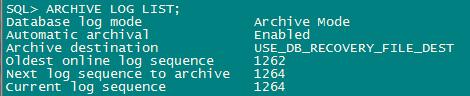 SQL> ARCHIVE LOG LIST;
Database log mode              Archive Mode
Automatic archival             Enabled
Archive destination            USE_DB_RECOVERY_FILE_DEST
Oldest online log sequence     1262
Next log sequence to archive   1264
Current log sequence           1264